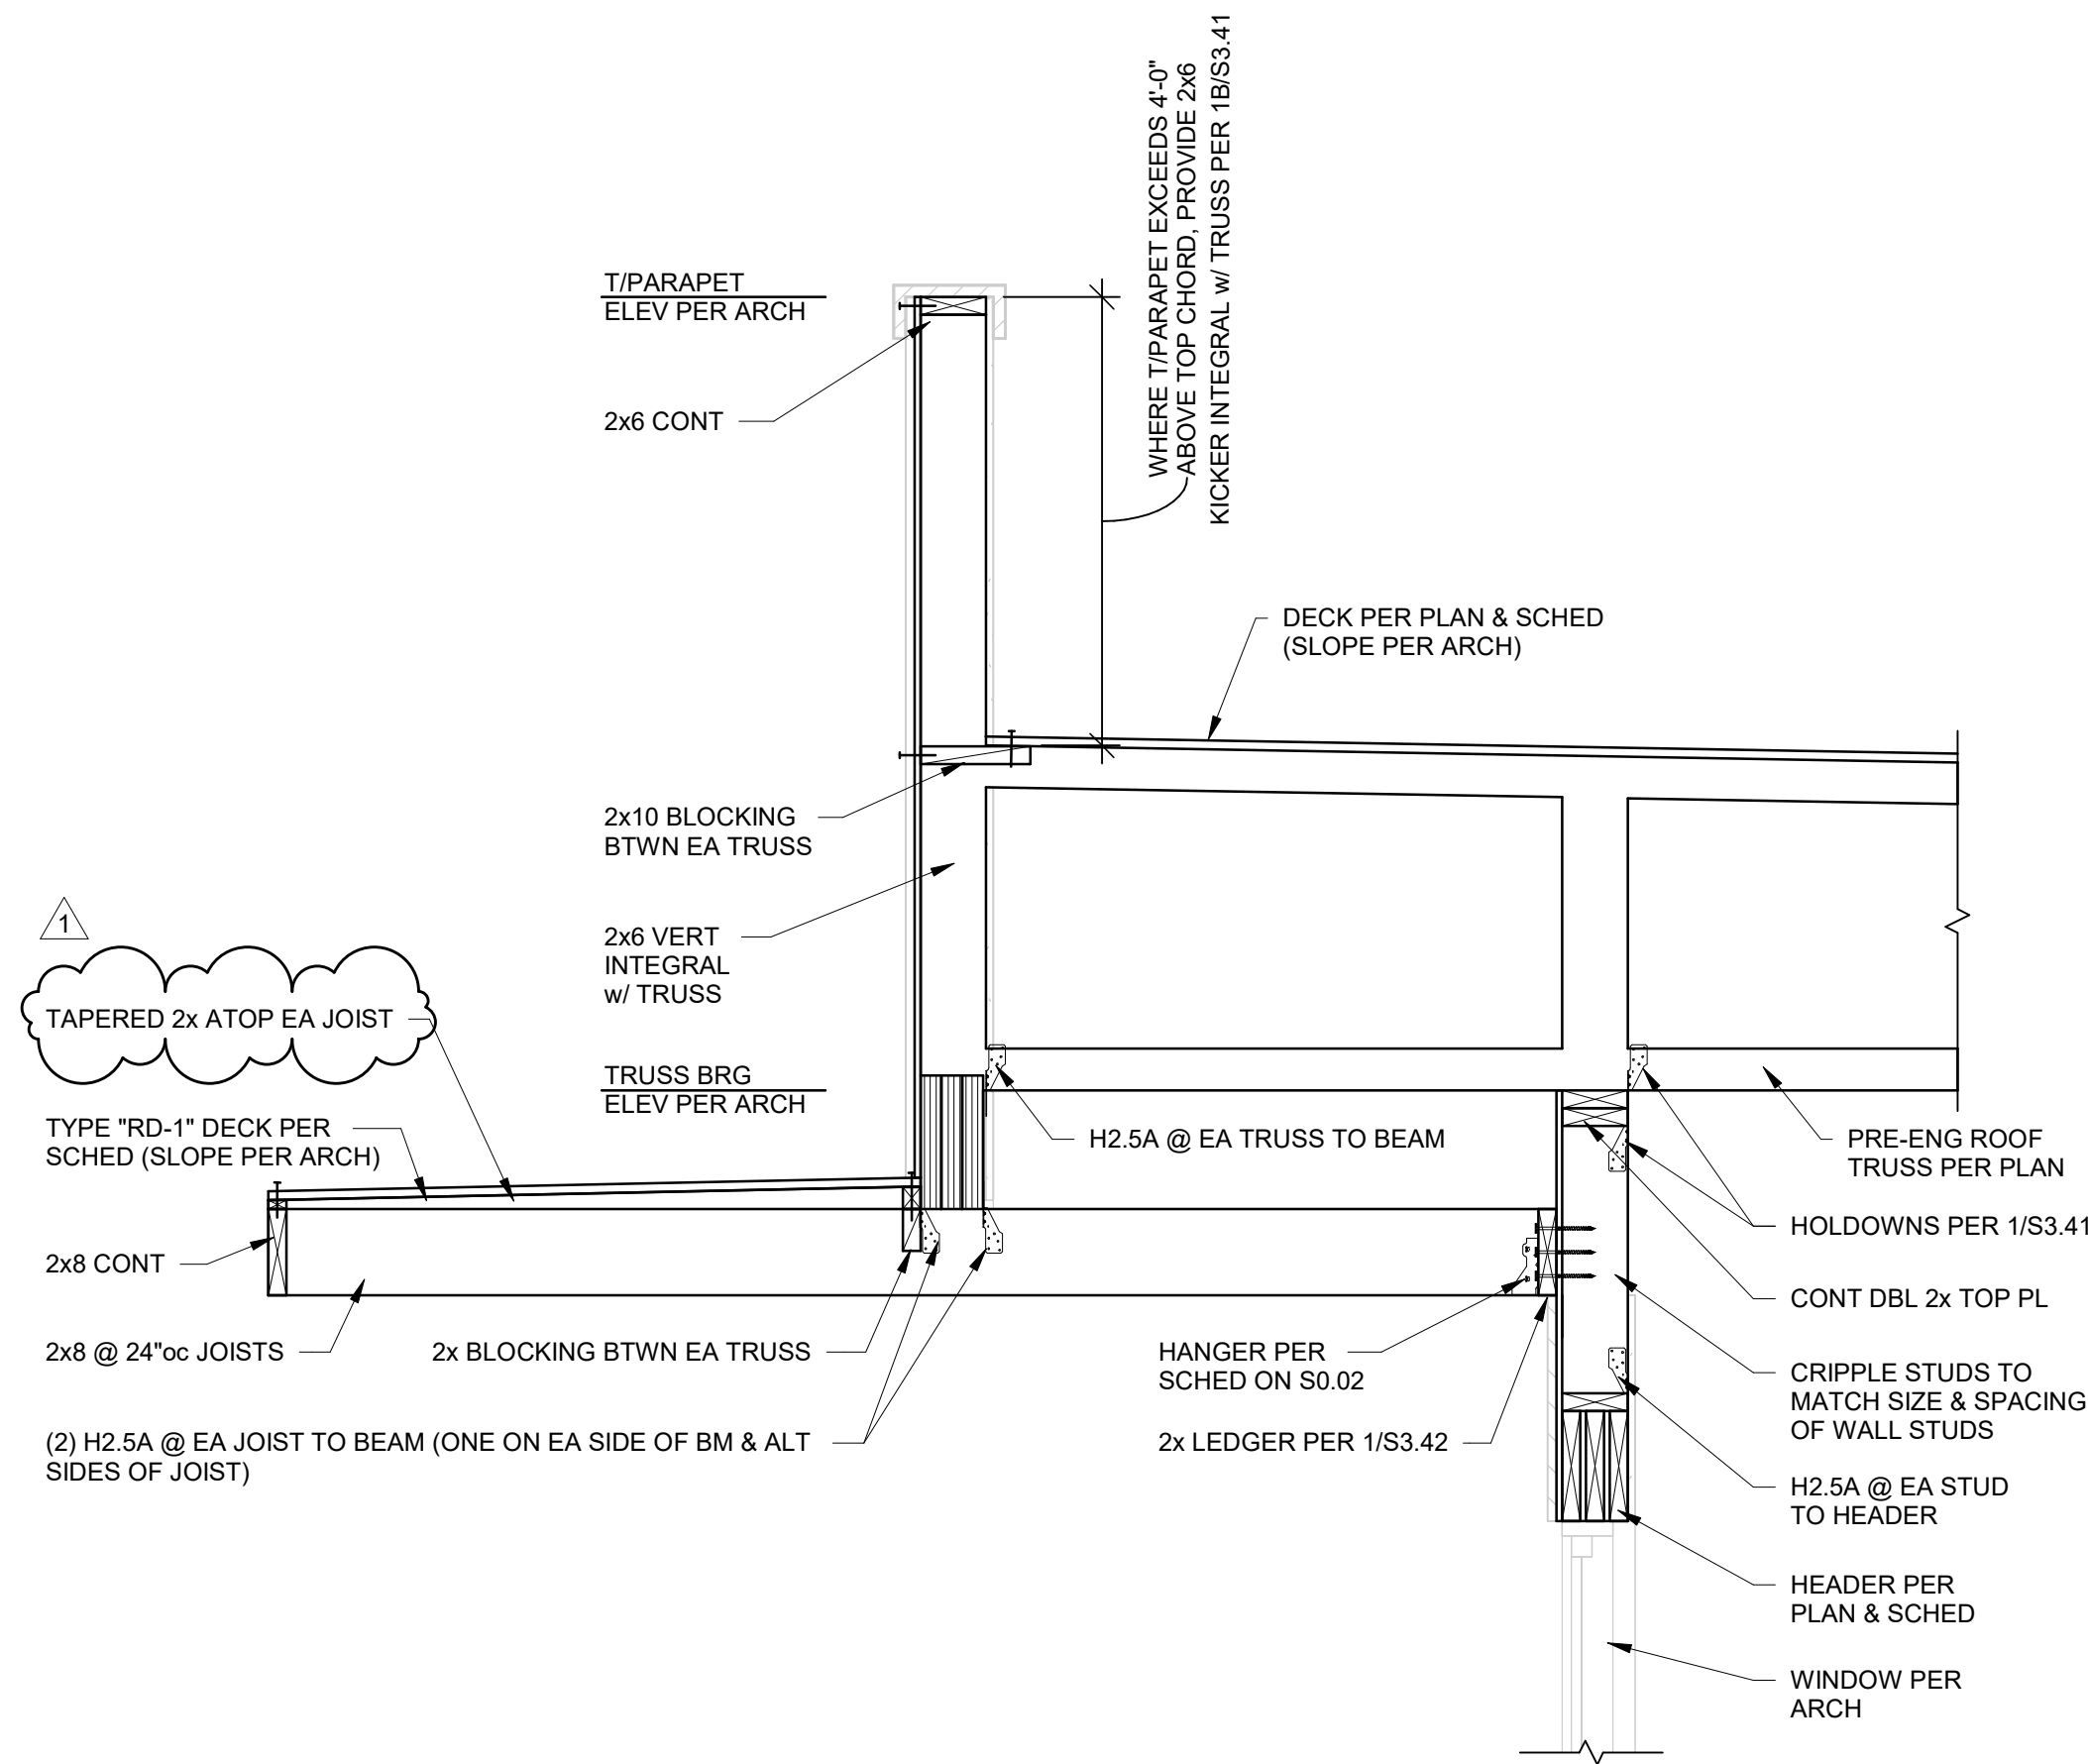 WHERE T/PARAPET EXCEEDS 4'-0"
ABOVE TOP CHORD, PROVIDE 2x6
KICKER INTEGRAL w/ TRUSS PER 1B/S3.41
T/PARAPET
ELEV PER ARCH
2x6 CONT
DECK PER PLAN & SCHED
(SLOPE PER ARCH)
2x10 BLOCKING
BTWN EA TRUSS
2x6 VERT
INTEGRAL
w/ TRUSS
1
TAPERED 2x ATOP EA JOIST
TRUSS BRG
ELEV PER ARCH
TYPE "RD-1" DECK PER
SCHED (SLOPE PER ARCH)
H2.5A @ EA TRUSS TO BEAM
PRE-ENG ROOF
TRUSS PER PLAN
HOLDOWNS PER 1/S3.41
2x8 CONT
CONT DBL 2x TOP PL
2x8 @ 24"oc JOISTS
2x BLOCKING BTWN EA TRUSS
HANGER PER
SCHED ON S0.02
CRIPPLE STUDS TO
MATCH SIZE & SPACING
OF WALL STUDS
(2) H2.5A @ EA JOIST TO BEAM (ONE ON EA SIDE OF BM & ALT
SIDES OF JOIST)
2x LEDGER PER 1/S3.42
H2.5A @ EA STUD
TO HEADER
HEADER PER
PLAN & SCHED
WINDOW PER
ARCH